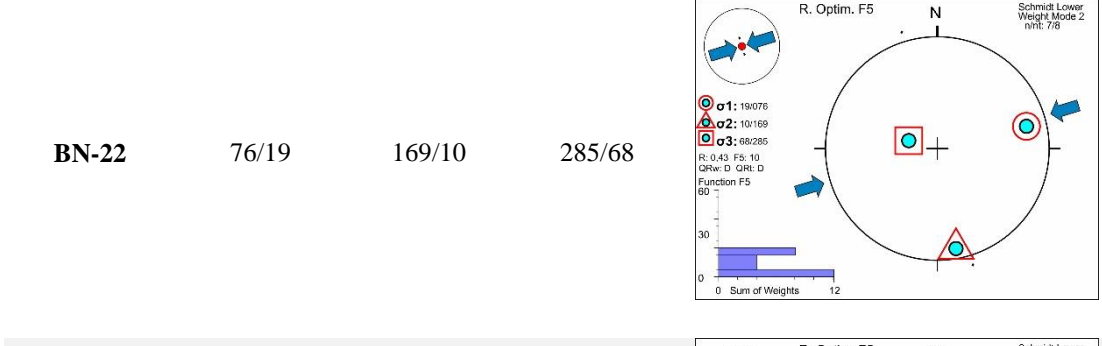 BN-22 76/19 169/10 285/68
R. Optim. F5
Schmidt Lower
Weight Mode 2
n/nt: 7/8
N
σ1: 19/076
σ2: 10/169
σ3: 68/285
R: 0,43 F5: 10
QRw: D QRt: D
Function F5
60
30
0
0 Sum of Weights 12